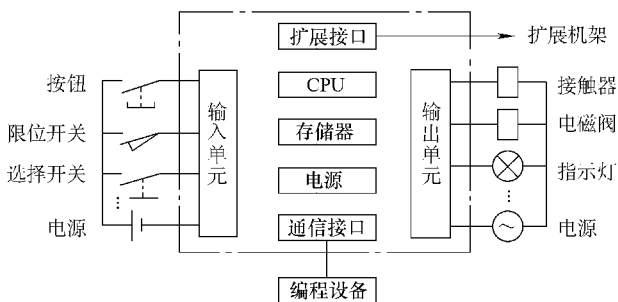 扩展接口
扩展机架
按钮
CPU
接触器
输入单元
输出单元
限位开关
存储器
电磁阀
选择开关
电源
指示灯
电源
通信接口
电源
编程设备